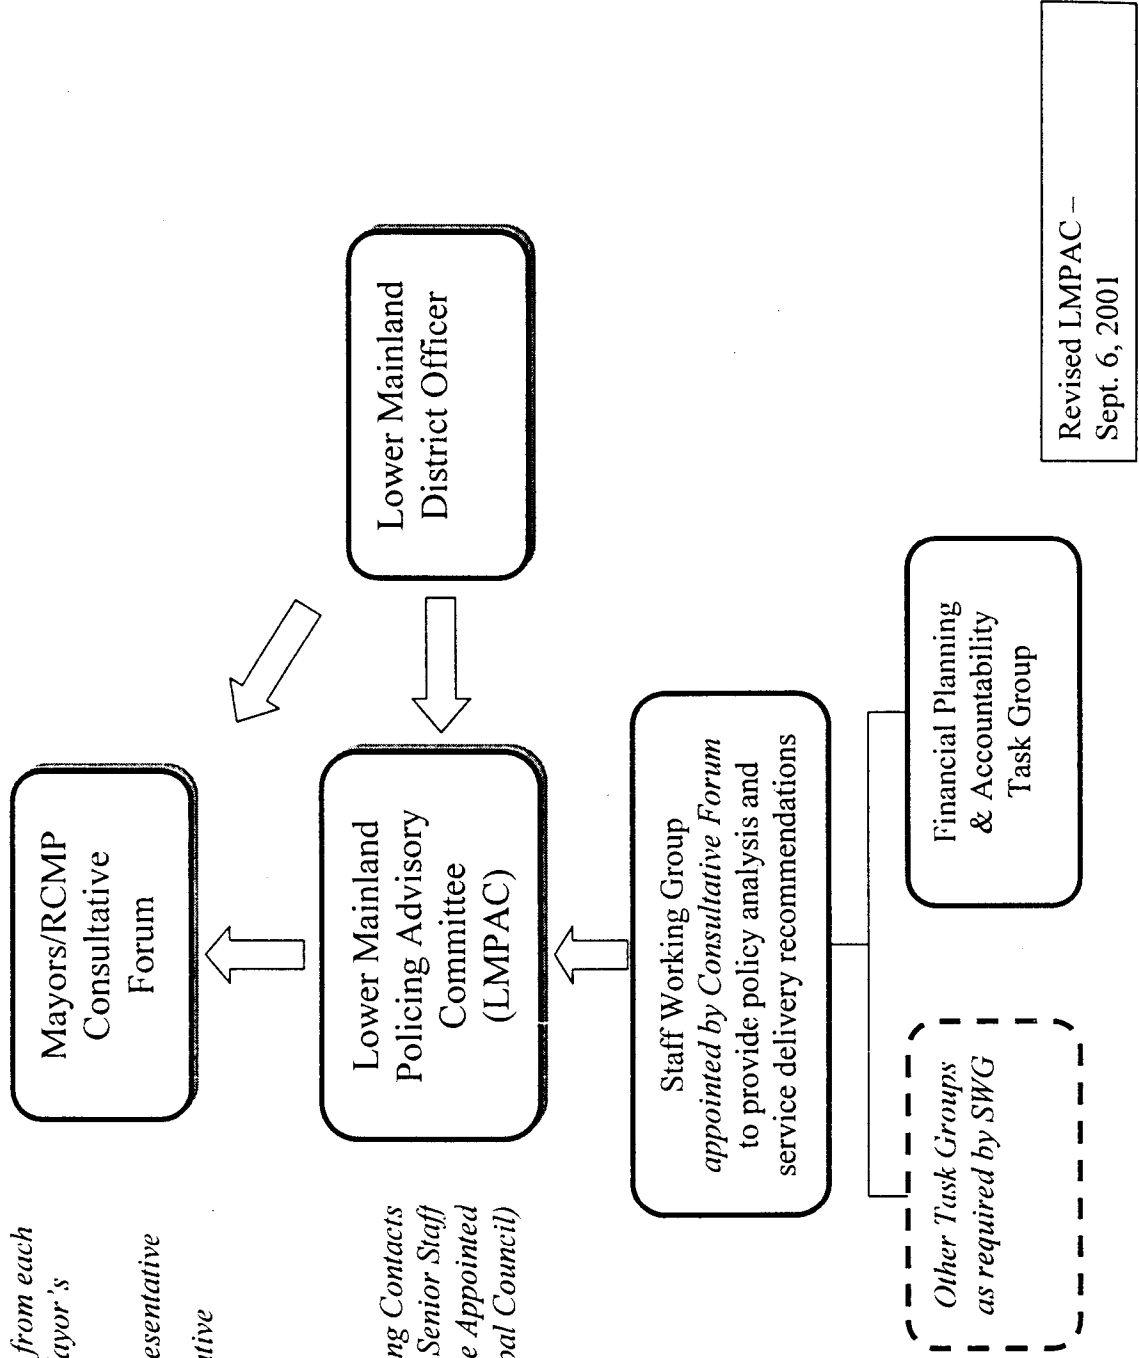 from each
ayor's
esentative
tive
Mayors/RCMP
Consultative
Forum
ng Contacts
Senior Staff
e Appointed
pal Council)
Lower Mainland
Policing Advisory
Committee
(LMPAC)
Lower Mainland
District Officer
Staff Working Group
appointed by Consultative Forum
to provide policy analysis and
service delivery recommendations
Other Task Groups
as required by SWG
Financial Planning
& Accountability
Task Group
Revised LMPAC –
Sept. 6, 2001